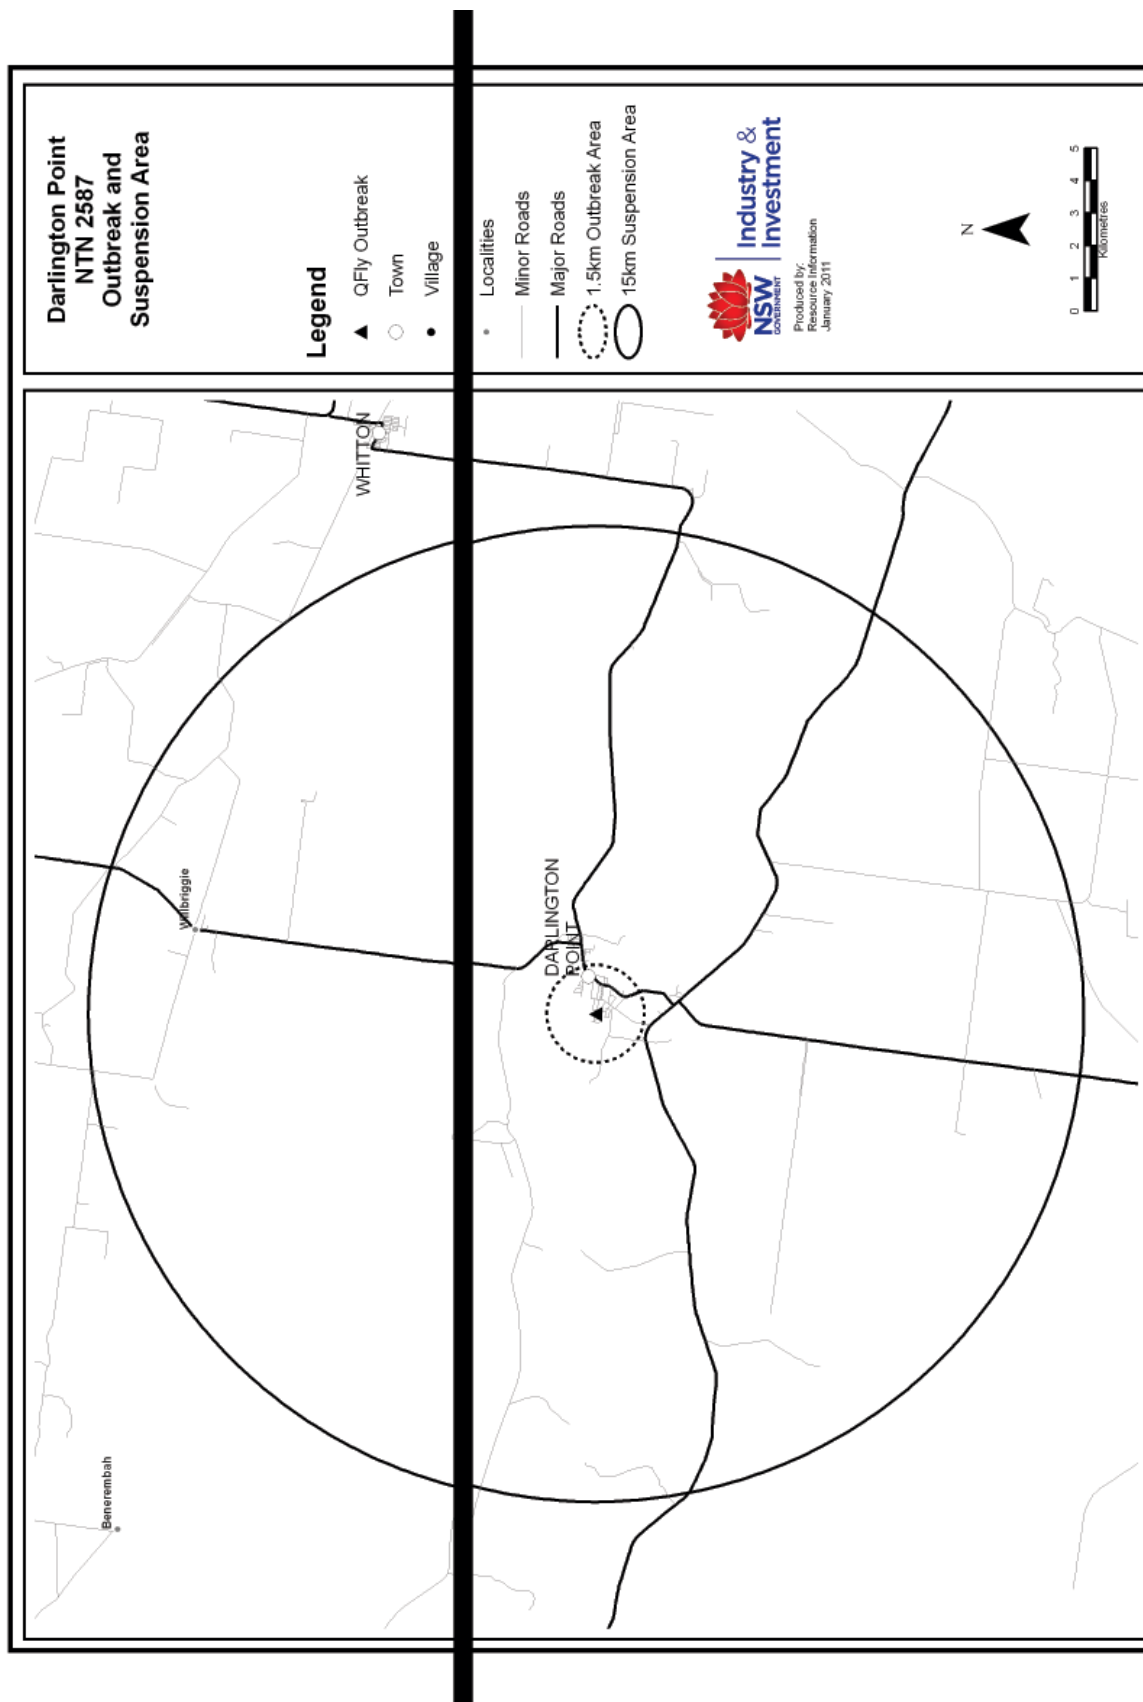 Darlington Point
NTN 2587
Outbreak and
Suspension Area
Legend
QFly Outbreak
Town
Village
Localities
Minor Roads
Major Roads
1.5km Outbreak Area
15km Suspension Area
NSW
GOVERNMENT
Industry &
Investment
Produced by:
Resource Information
January 2011
N
0 1 2 3 4 5
Kilometres
WHITTON
Willbriggie
DARLINGTON
POINT
Benerembah